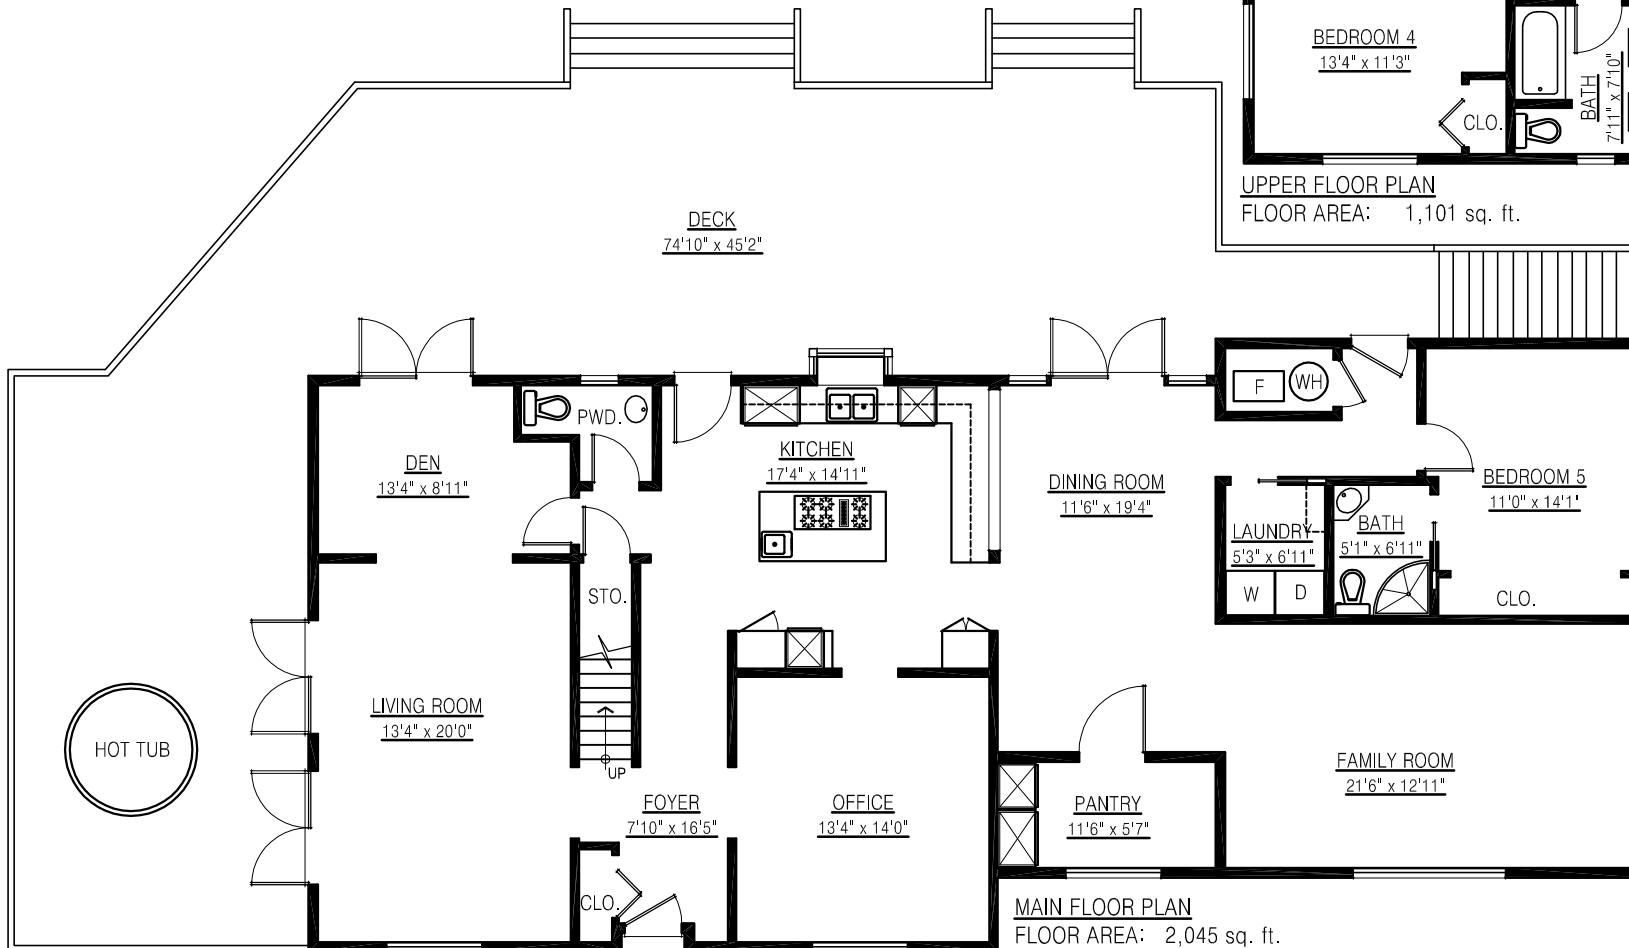 BEDROOM 4
13'4" x 11'3"
CLO.
BATH
7'11" x 7'10"
UPPER FLOOR PLAN
FLOOR AREA: 1,101 sq. ft.
DECK
74'10" x 45'2"
F
WH
PWD.
DEN
13'4" x 8'11"
KITCHEN
17'4" x 14'11"
DINING ROOM
11'6" x 19'4"
BEDROOM 5
11'0" x 14'1'
LAUNDRY
5'3" x 6'11"
BATH
5'1" x 6'11"
W
D
CLO.
STO.
LIVING ROOM
13'4" x 20'0"
HOT TUB
UP
FOYER
7'10" x 16'5"
OFFICE
13'4" x 14'0"
PANTRY
11'6" x 5'7"
FAMILY ROOM
21'6" x 12'11"
CLO.
MAIN FLOOR PLAN
FLOOR AREA: 2,045 sq. ft.